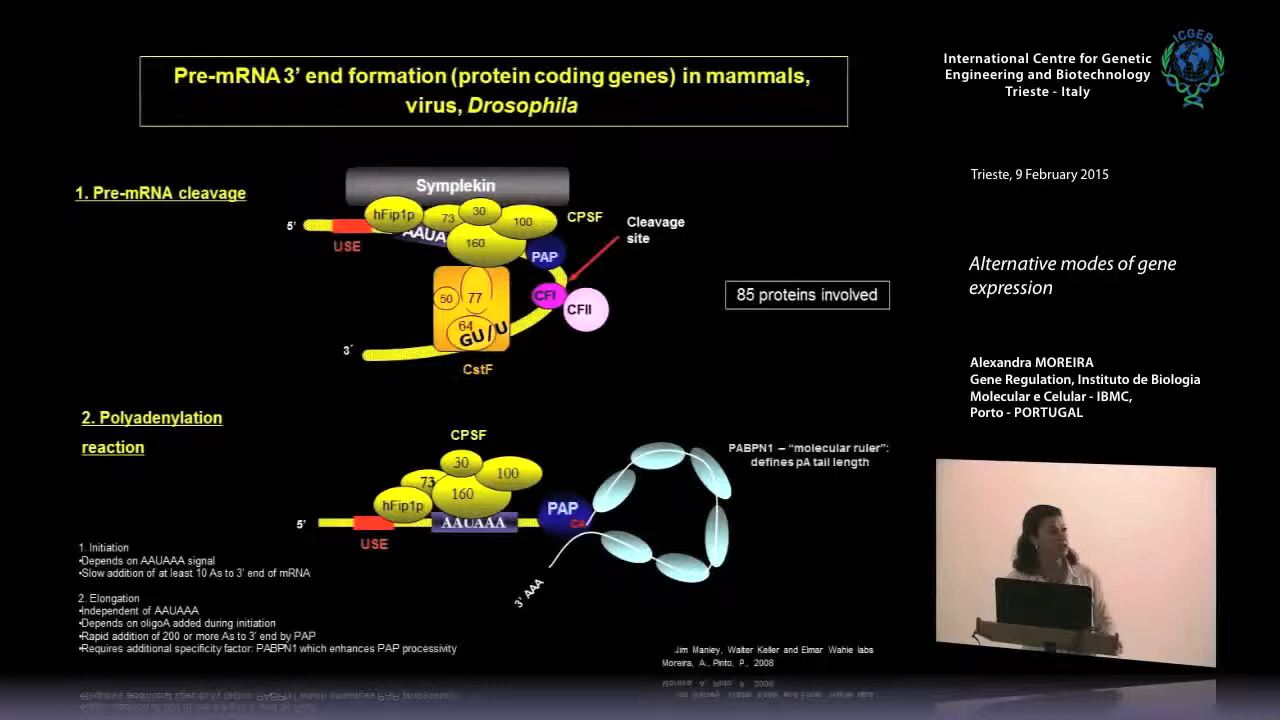 Pre-mRNA 3’ end formation (protein coding genes) in mammals,
virus, Drosophila
ICGEB
International Centre for Genetic
Engineering and Biotechnology
Trieste - Italy
Trieste, 9 February 2015
Alternative modes of gene
expression
Alexandra MOREIRA
Gene Regulation, Instituto de Biologia
Molecular e Celular - IBMC,
Porto - PORTUGAL
1. Pre-mRNA cleavage
Symplekin
hFip1p
73
30
100
CPSF
5’
USE
AAUA
160
PAP
Cleavage
site
CFI
CFII
50
77
64
GU / U
3´
CstF
85 proteins involved
2. Polyadenylation
reaction
CPSF
30
100
73
160
hFip1p
PAP
CA
5’
AAUAAA
USE
3’ AAA
PABPN1 – “molecular ruler”:
defines pA tail length
1. Initiation
•Depends on AAUAAA signal
•Slow addition of at least 10 As to 3’ end of mRNA
2. Elongation
•Independent of AAUAAA
•Depends on oligoA added during initiation
•Rapid addition of 200 or more As to 3’ end by PAP
•Requires additional specificity factor: PABPN1 which enhances PAP processivity
Jim Manley, Walter Keller and Elmar Wahle labs
Moreira, A., Pinto, P., 2008